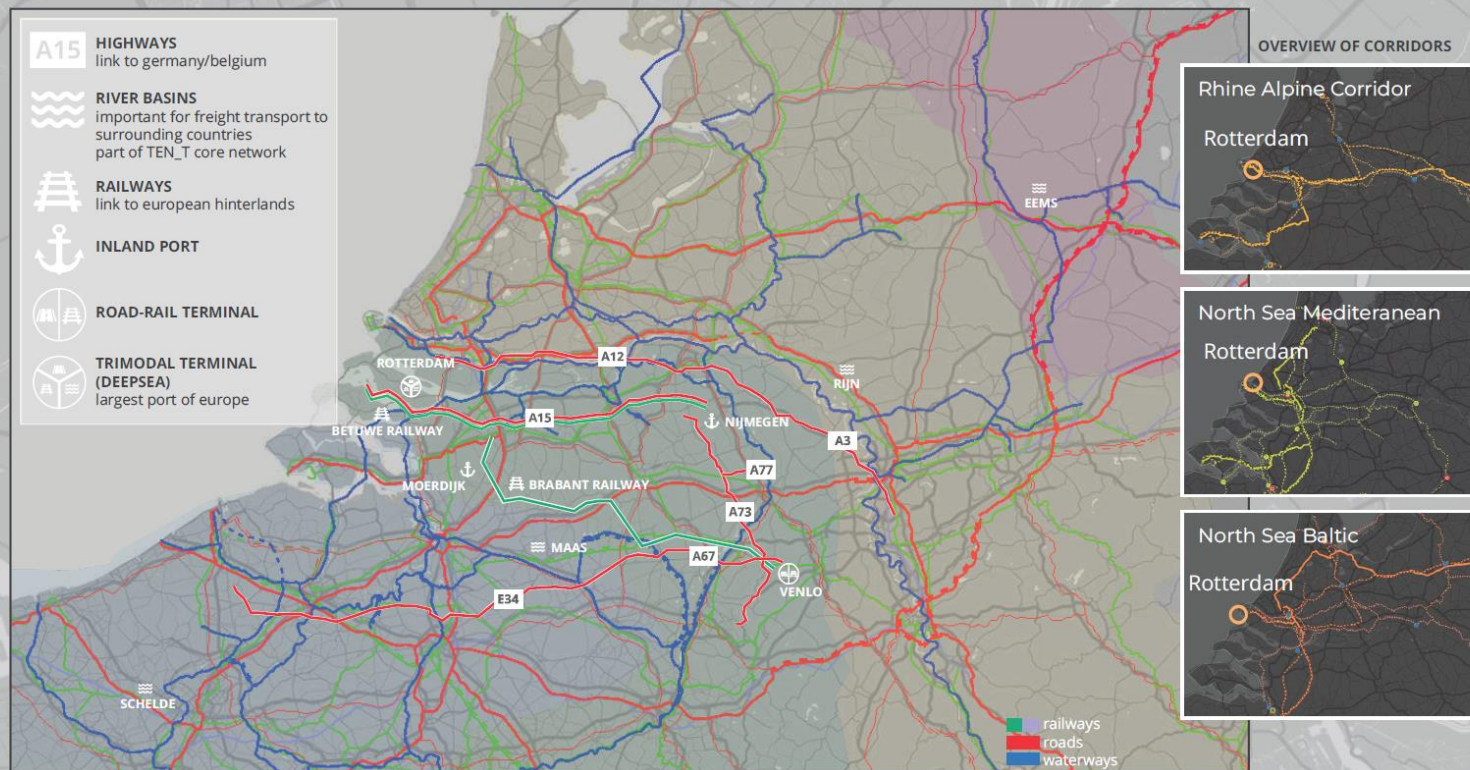 A15
HIGHWAYS
link to germany/belgium
RIVER BASINS
important for freight transport to
surrounding countries
part of TEN_T core network
RAILWAYS
link to european hinterlands
INLAND PORT
ROAD-RAIL TERMINAL
TRIMODAL TERMINAL
(DEEPSEA)
largest port of europe
EEMS
ROTTERDAM
A12
RIJN
A15
BETUWE RAILWAY
NIJMEGEN
A3
A77
MOERDIJK
BRABANT RAILWAY
A73
MAAS
A67
VENLO
E34
SCHELDE
railways
roads
waterways
OVERVIEW OF CORRIDORS
Rhine Alpine Corridor
Rotterdam
North Sea Mediteranean
Rotterdam
North Sea Baltic
Rotterdam